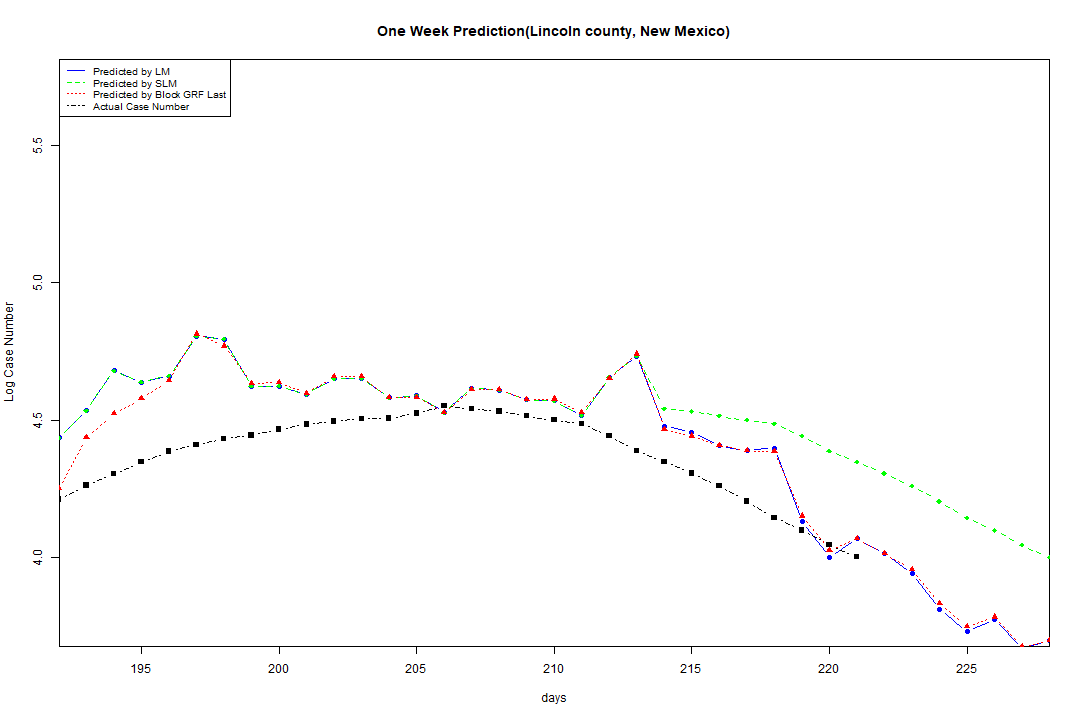 One Week Prediction(Lincoln county, New Mexico)
Predicted by LM
Predicted by SLM
Predicted by Block GRF Last
Actual Case Number
Log Case Number
5.5
5.0
4.5
4.0
195 200 205 210 215 220 225
days